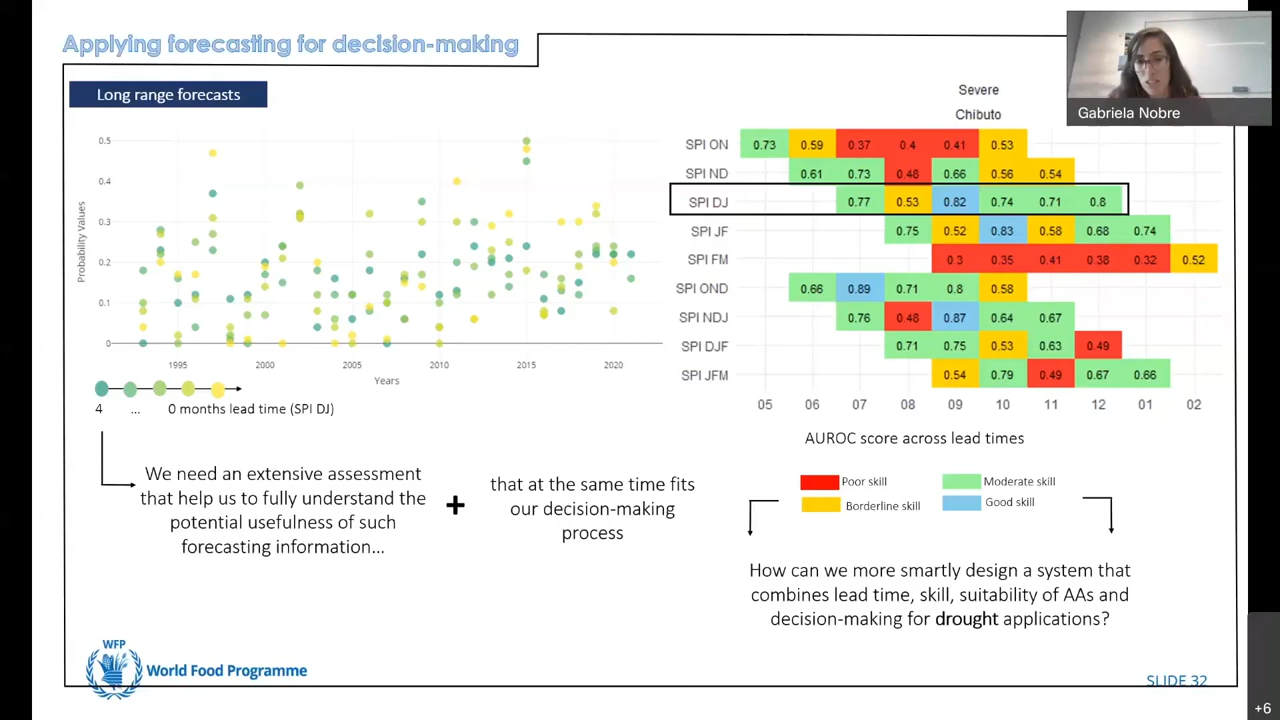 Applying forecasting for decision-making
Long range forecasts
Gabriela Nobre
Probability Values
0.5
0.4
0.3
0.2
0.1
0
1995 2000 2005 2010 2015 2020
Years
4 ... 0 months lead time (SPI DJ)
Severe
Chibuto
SPI ON 0.73 0.59 0.37 0.4 0.41 0.53
SPI ND 0.61 0.73 0.48 0.66 0.56 0.54
SPI DJ 0.77 0.53 0.82 0.74 0.71 0.8
SPI JF 0.75 0.52 0.83 0.58 0.68 0.74
SPI FM 0.3 0.35 0.41 0.38 0.32 0.52
SPI OND 0.66 0.89 0.71 0.8 0.58
SPI NDJ 0.76 0.48 0.87 0.64 0.67
SPI DJF 0.71 0.75 0.53 0.63 0.49
SPI JFM 0.54 0.79 0.49 0.67 0.66
05 06 07 08 09 10 11 12 01 02
AUROC score across lead times
Poor skill
Moderate skill
Borderline skill
Good skill
We need an extensive assessment
that help us to fully understand the
potential usefulness of such
forecasting information...
+
that at the same time fits
our decision-making
process
How can we more smartly design a system that
combines lead time, skill, suitability of AAs and
decision-making for drought applications?
WFP
World Food Programme
SLIDE 32
+6